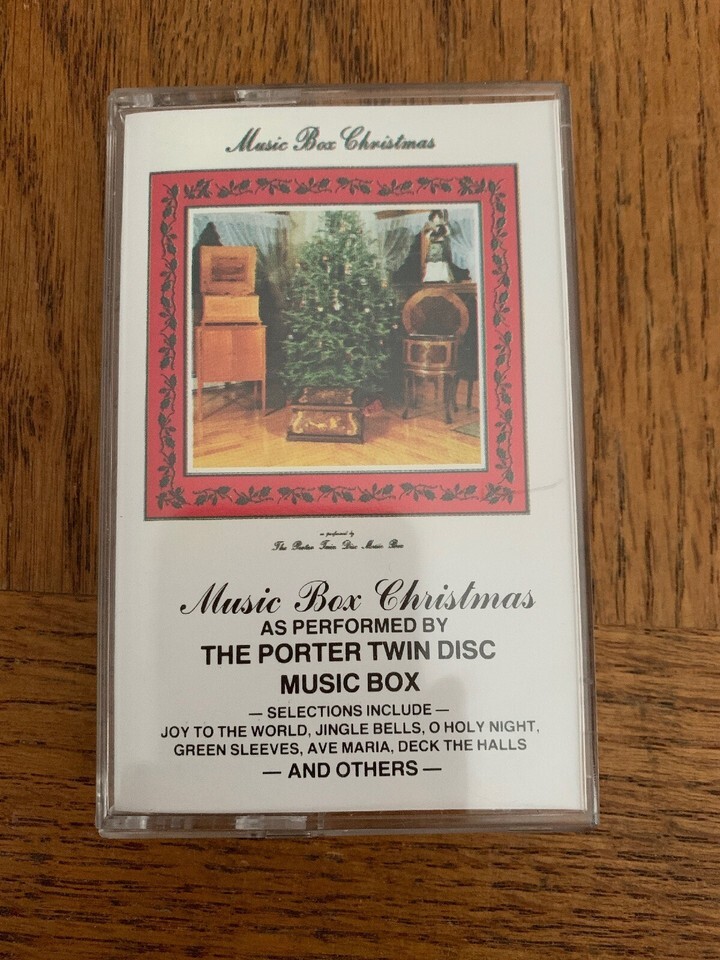 Music Box Christmas
as performed by
The Porter Twin Disc Music Box
Music Box Christmas
AS PERFORMED BY
THE PORTER TWIN DISC
MUSIC BOX
— SELECTIONS INCLUDE —
JOY TO THE WORLD, JINGLE BELLS, O HOLY NIGHT,
GREEN SLEEVES, AVE MARIA, DECK THE HALLS
— AND OTHERS —